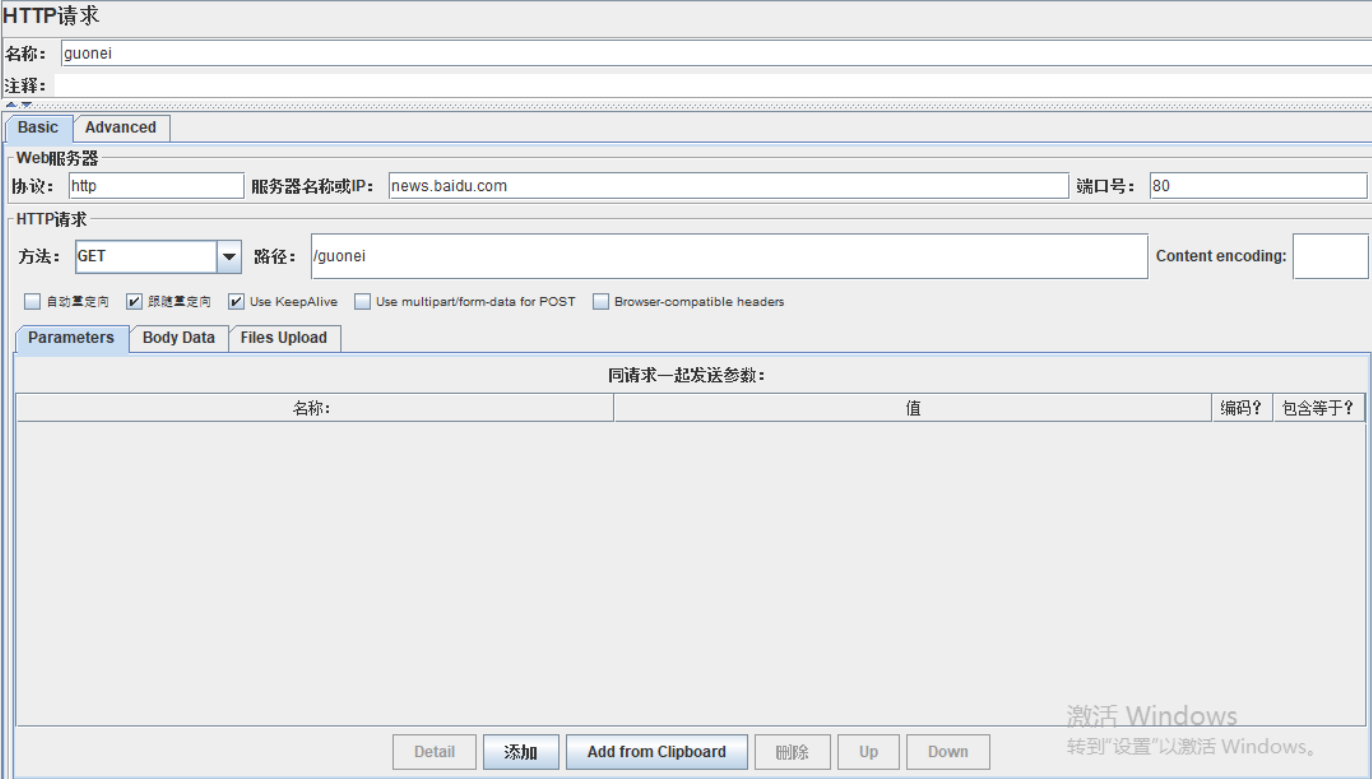 HTTP请求
名称： guonei
注释：
Basic Advanced
Web服务器
协议： http 服务器名称或IP： news.baidu.com 端口号： 80
HTTP请求
方法： GET 路径： /guonei Content encoding:
自动重定向 跟随重定向 Use KeepAlive Use multipart/form-data for POST Browser-compatible headers
Parameters Body Data Files Upload
同请求一起发送参数：
名称： 值 编码? 包含等于?
激活 Windows
转到“设置”以激活 Windows。
Detail 添加 Add from Clipboard 删除 Up Down